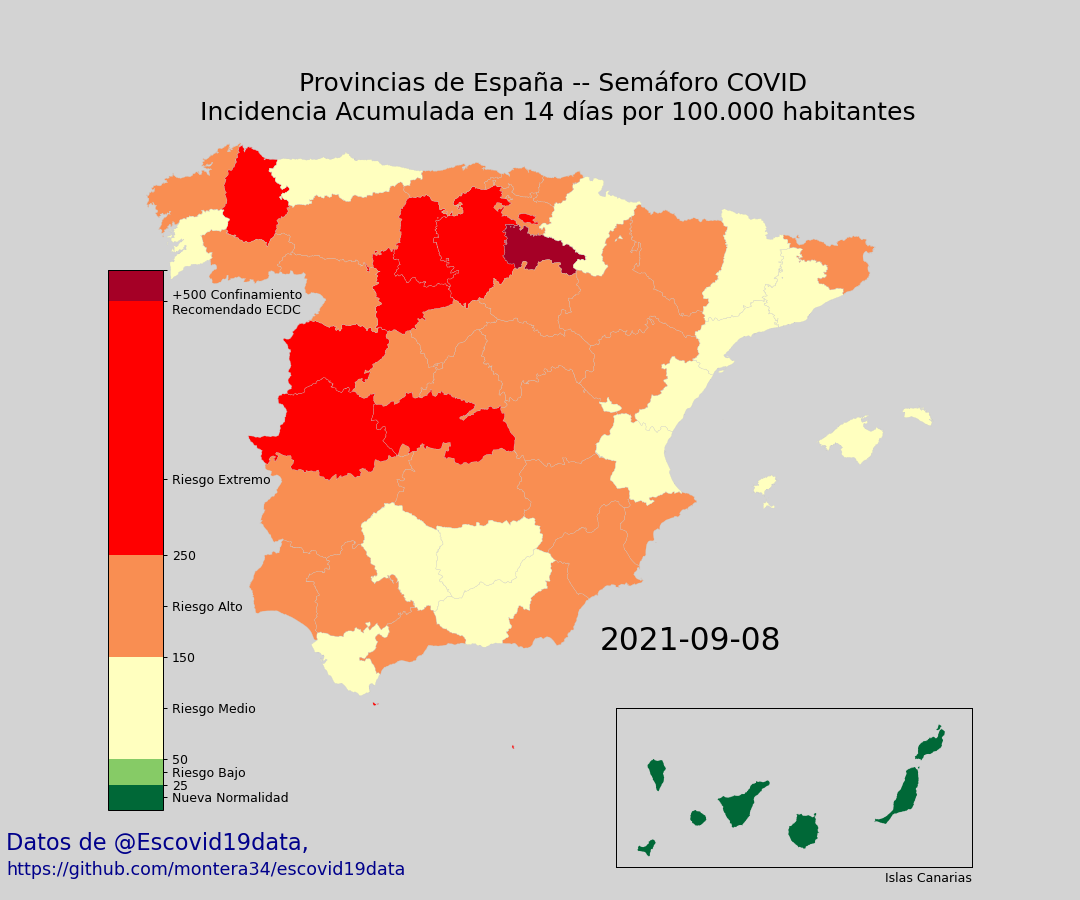 Provincias de España -- Semáforo COVID
Incidencia Acumulada en 14 días por 100.000 habitantes
+500 Confinamiento
Recomendado ECDC
Riesgo Extremo
250
Riesgo Alto
150
Riesgo Medio
50
Riesgo Bajo
25
Nueva Normalidad
2021-09-08
Islas Canarias
Datos de @Escovid19data,
https://github.com/montera34/escovid19data